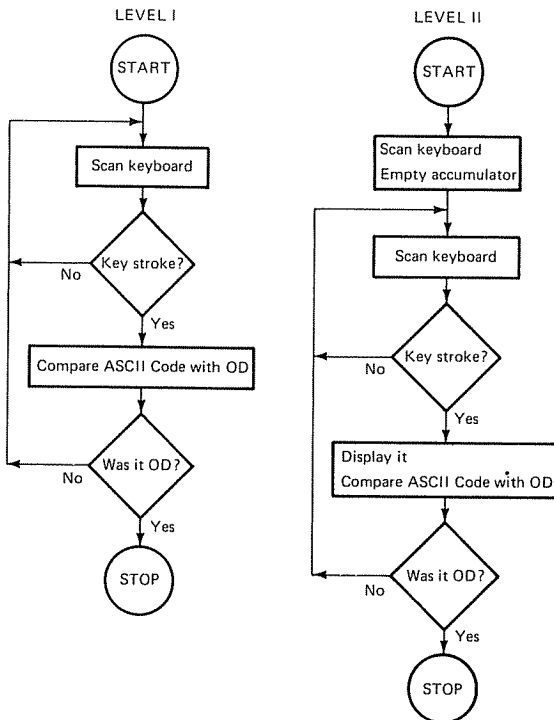 LEVEL I
START
Scan keyboard
Key stroke?
No
Yes
Compare ASCII Code with OD
Was it OD?
No
Yes
STOP
LEVEL II
START
Scan keyboard
Empty accumulator
Scan keyboard
Key stroke?
No
Yes
Display it
Compare ASCII Code with OD
Was it OD?
No
Yes
STOP